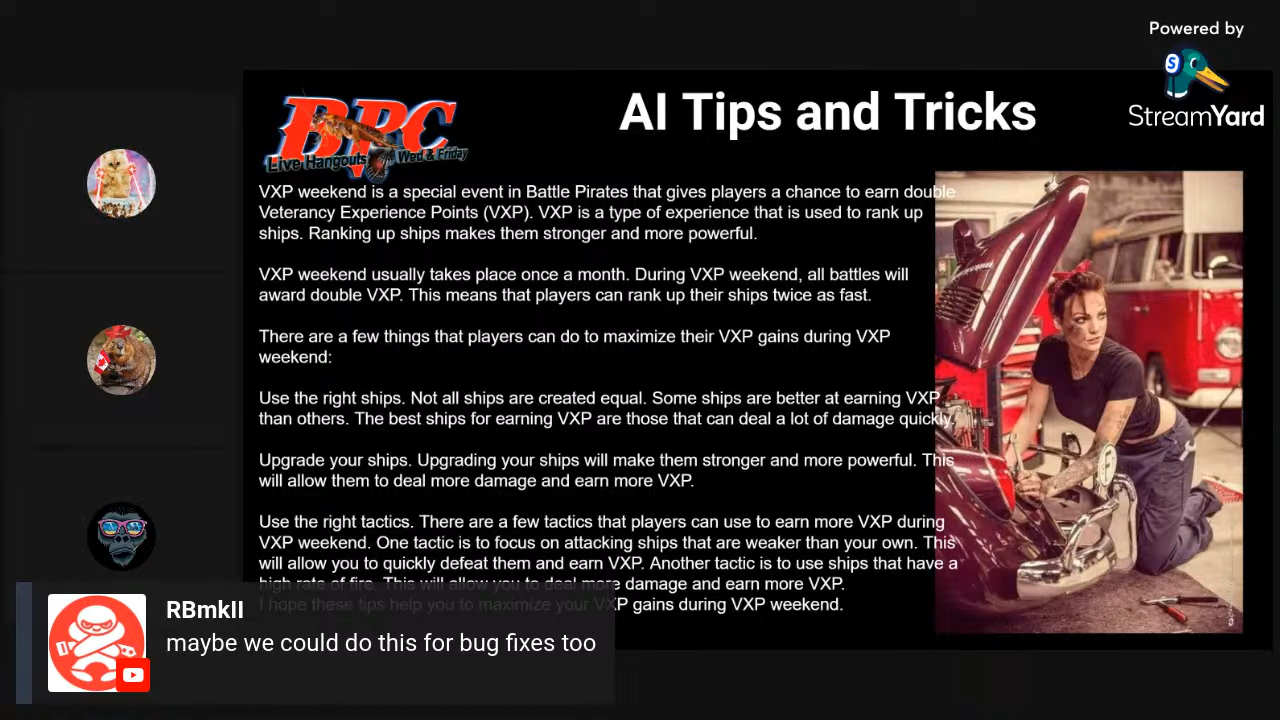 Powered by
StreamYard
BPC
Live Hangouts Wed & Friday
AI Tips and Tricks
VXP weekend is a special event in Battle Pirates that gives players a chance to earn double
Veterancy Experience Points (VXP). VXP is a type of experience that is used to rank up
ships. Ranking up ships makes them stronger and more powerful.
VXP weekend usually takes place once a month. During VXP weekend, all battles will
award double VXP. This means that players can rank up their ships twice as fast.
There are a few things that players can do to maximize their VXP gains during VXP
weekend:
Use the right ships. Not all ships are created equal. Some ships are better at earning VXP
than others. The best ships for earning VXP are those that can deal a lot of damage quickly.
Upgrade your ships. Upgrading your ships will make them stronger and more powerful. This
will allow them to deal more damage and earn more VXP.
Use the right tactics. There are a few tactics that players can use to earn more VXP during
VXP weekend. One tactic is to focus on attacking ships that are weaker than your own. This
will allow you to quickly defeat them and earn VXP. Another tactic is to use ships that have a
high rate of fire. This will allow you to deal more damage and earn more VXP.
I hope these tips help you to maximize your VXP gains during VXP weekend.
RBmkII
maybe we could do this for bug fixes too